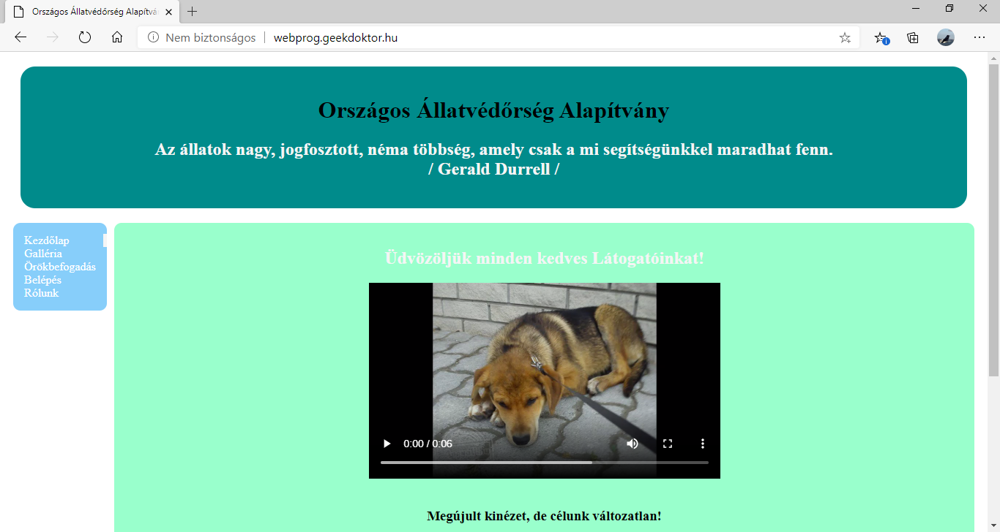 Országos Állatvédőrség Alapítvá
Nem biztonságos
webprog.geekdoktor.hu
Országos Állatvédőrség Alapítvány
Az állatok nagy, jogfosztott, néma többség, amely csak a mi segítségünkkel maradhat fenn.
/ Gerald Durrell /
Kezdőlap
Galléria
Örökbefogadás
Belépés
Rólunk
Üdvözöljük minden kedves Látogatóinkat!
0:00 / 0:06
Megújult kinézet, de célunk változatlan!